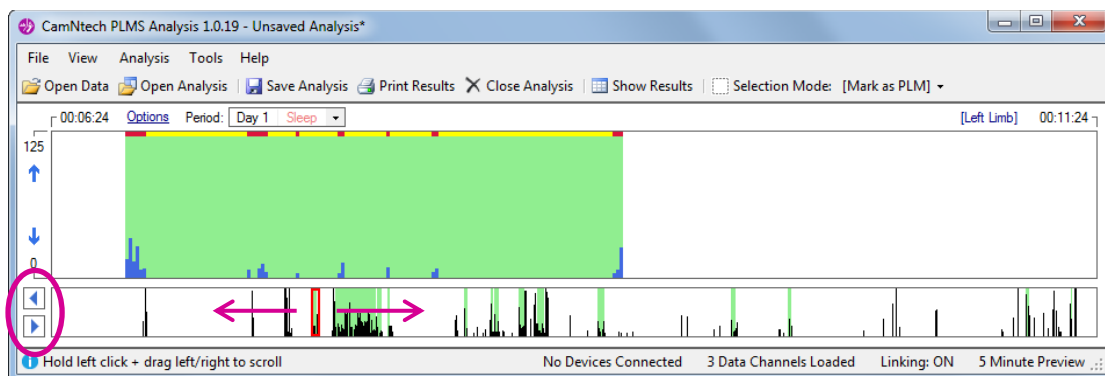 CamNtech PLMS Analysis 1.0.19 - Unsaved Analysis*
File View Analysis Tools Help
Open Data Open Analysis Save Analysis Print Results Close Analysis Show Results Selection Mode: [Mark as PLM]
00:06:24 Options Period: Day 1 Sleep [Left Limb] 00:11:24
125
0
Hold left click + drag left/right to scroll No Devices Connected 3 Data Channels Loaded Linking: ON 5 Minute Preview